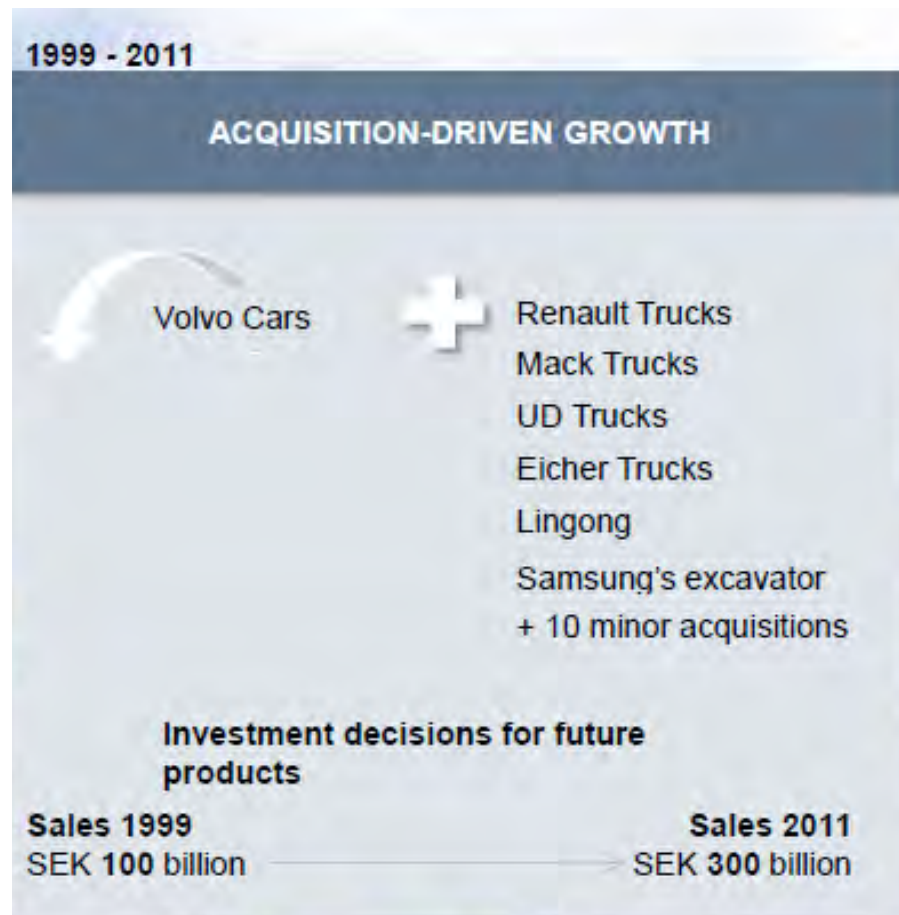 1999 - 2011
ACQUISITION-DRIVEN GROWTH
Volvo Cars
Renault Trucks
Mack Trucks
UD Trucks
Eicher Trucks
Lingong
Samsung's excavator
+ 10 minor acquisitions
Investment decisions for future
products
Sales 1999
SEK 100 billion
Sales 2011
SEK 300 billion